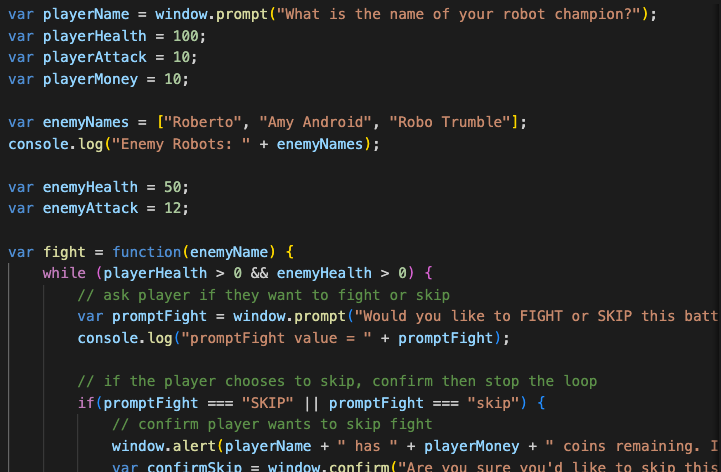 var playerName = window.prompt("What is the name of your robot champion?");
var playerHealth = 100;
var playerAttack = 10;
var playerMoney = 10;

var enemyNames = ["Roberto", "Amy Android", "Robo Trumble"];
console.log("Enemy Robots: " + enemyNames);

var enemyHealth = 50;
var enemyAttack = 12;

var fight = function(enemyName) {
    while (playerHealth > 0 && enemyHealth > 0) {
        // ask player if they want to fight or skip
        var promptFight = window.prompt("Would you like to FIGHT or SKIP this batt
        console.log("promptFight value = " + promptFight);

        // if the player chooses to skip, confirm then stop the loop
        if(promptFight === "SKIP" || promptFight === "skip") {
            // confirm player wants to skip fight
            window.alert(playerName + " has " + playerMoney + " coins remaining. I
            var confirmSkip = window.confirm("Are you sure you'd like to skip this